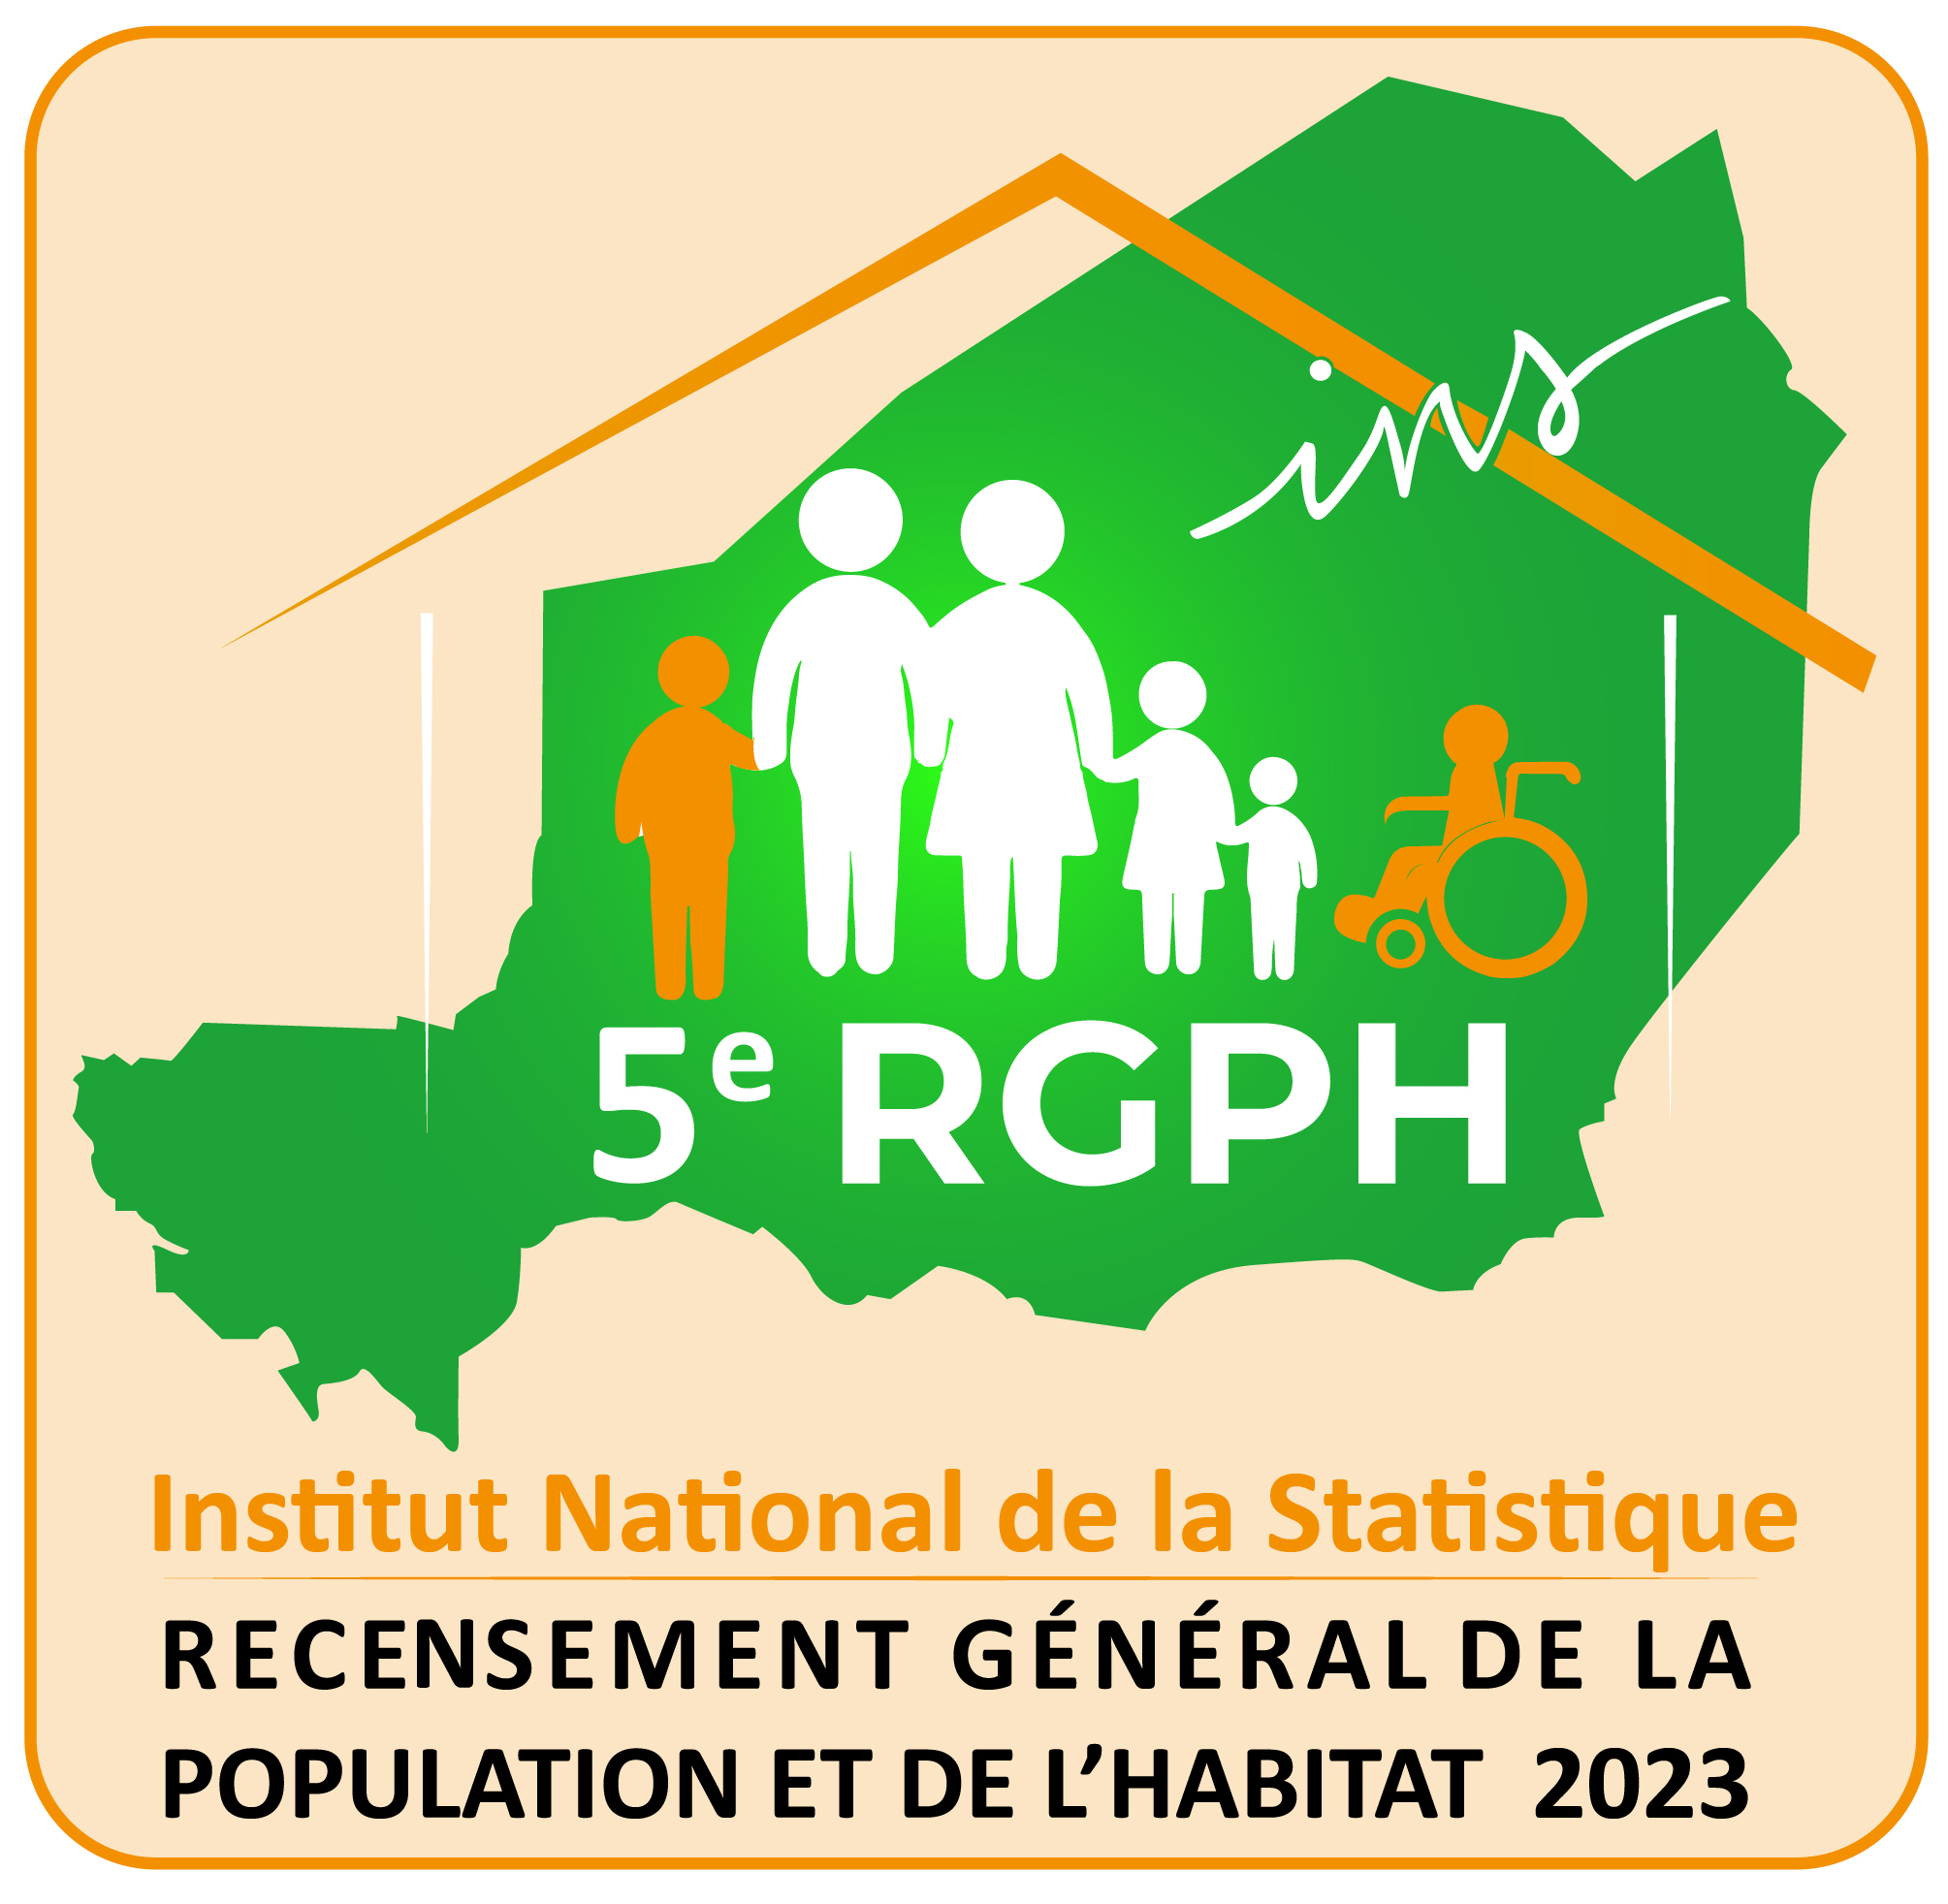 ins
5e RGPH
Institut National de la Statistique
RECENSEMENT GÉNÉRAL DE LA
POPULATION ET DE L'HABITAT 2023